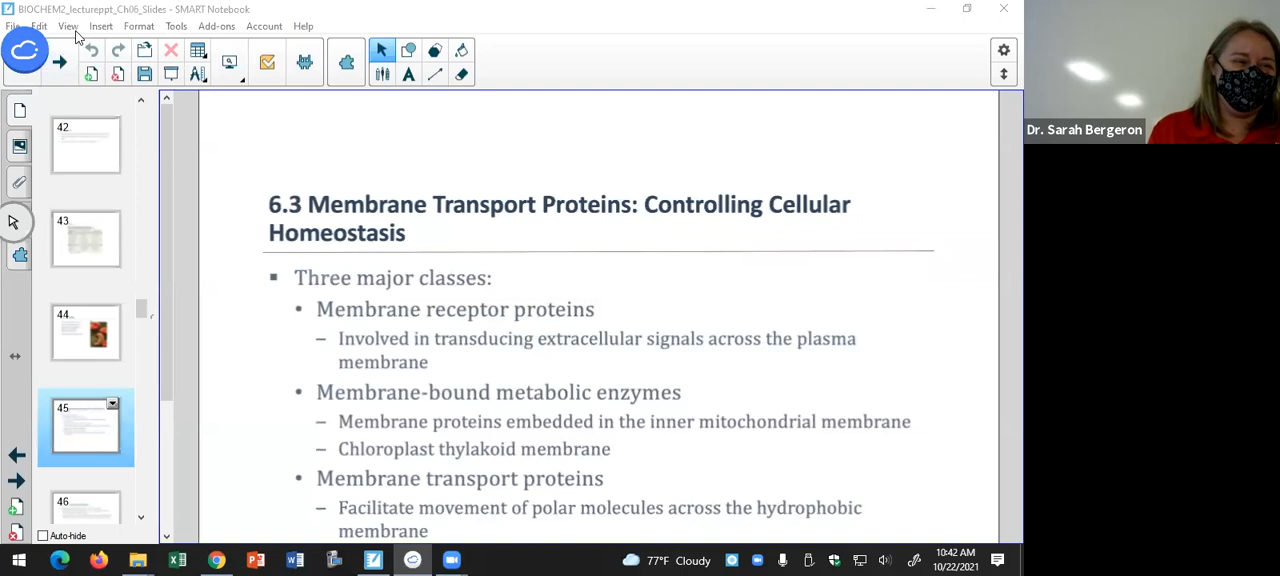 BIOCHEM2_lectureppt_Ch06_Slides - SMART Notebook
File Edit View Insert Format Tools Add-ons Account Help
42
43
44
45
46
Auto-hide
6.3 Membrane Transport Proteins: Controlling Cellular
Homeostasis
▪ Three major classes:
• Membrane receptor proteins
– Involved in transducing extracellular signals across the plasma
membrane
• Membrane-bound metabolic enzymes
– Membrane proteins embedded in the inner mitochondrial membrane
– Chloroplast thylakoid membrane
• Membrane transport proteins
– Facilitate movement of polar molecules across the hydrophobic
membrane
Dr. Sarah Bergeron
77°F Cloudy
10:42 AM
10/22/2021